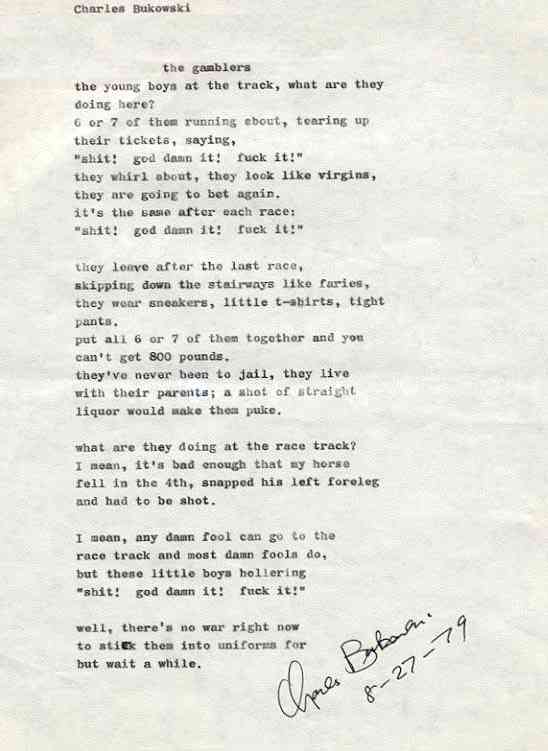 Charles Bukowski
the gamblers
the young boys at the track, what are they
doing here?
6 or 7 of them running about, tearing up
their tickets, saying,
"shit!  god damn it!  fuck it!"
they whirl about, they look like virgins,
they are going to bet again.
it's the same after each race:
"shit!  god damn it!  fuck it!"

they leave after the last race,
skipping down the stairways like faries,
they wear sneakers, little t-shirts, tight
pants.
put all 6 or 7 of them together and you
can't get 800 pounds.
they've never been to jail, they live
with their parents; a shot of straight
liquor would make them puke.

what are they doing at the race track?
I mean, it's bad enough that my horse
fell in the 4th, snapped his left foreleg
and had to be shot.

I mean, any damn fool can go to the
race track and most damn fools do,
but these little boys hollering
"shit!  god damn it!  fuck it!"

well, there's no war right now
to stick them into uniforms for
but wait a while.
Charles Bukowski
8-27-79